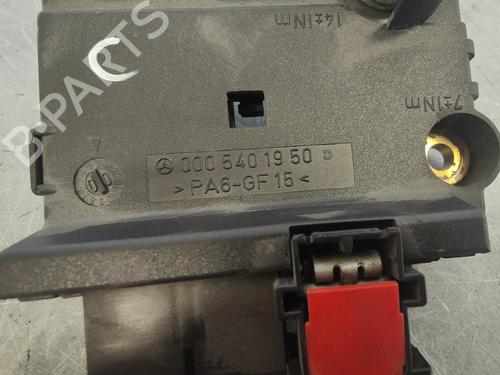 14±1Nm
7±1Nm
000 540 19 50 D
>PA6-GF15<
B-PARTS
C